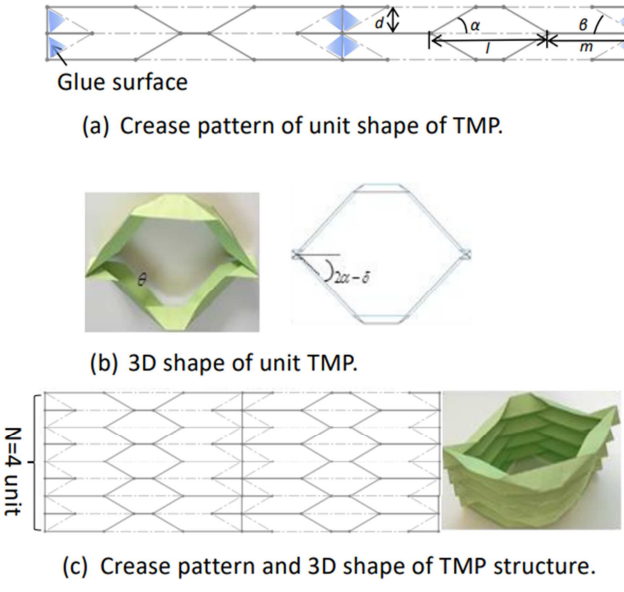 d
α
β
l
m
Glue surface
(a) Crease pattern of unit shape of TMP.
θ
2α-δ
(b) 3D shape of unit TMP.
N=4 unit
(c) Crease pattern and 3D shape of TMP structure.